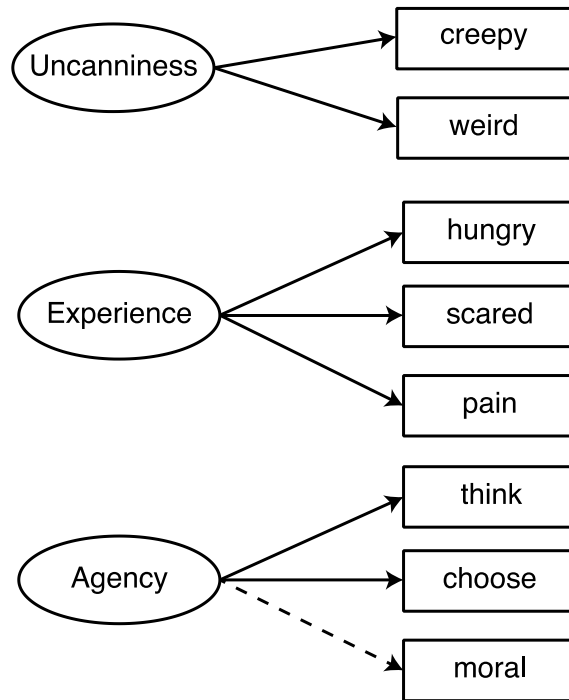 Uncanniness
creepy
weird
Experience
hungry
scared
pain
Agency
think
choose
moral